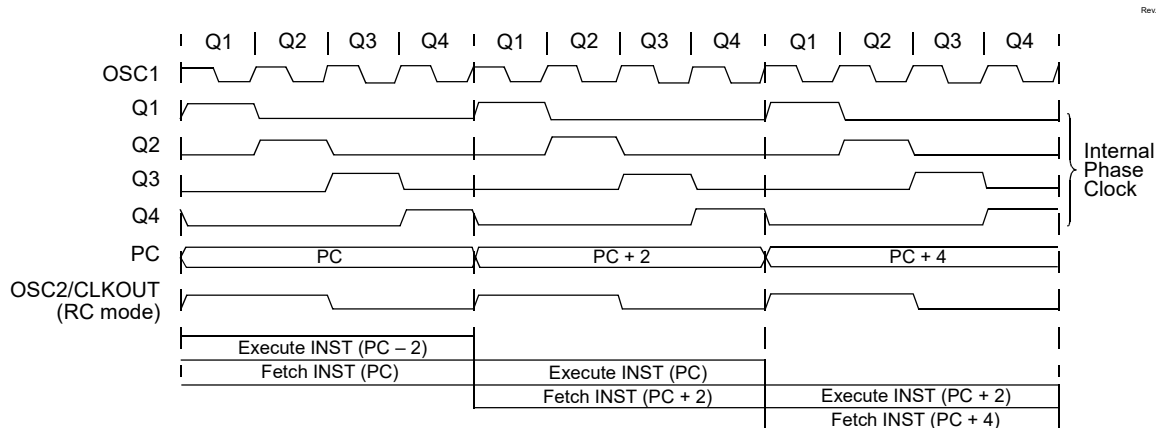 Rev.
Q1 | Q2 | Q3 | Q4 | Q1 | Q2 | Q3 | Q4 | Q1 | Q2 | Q3 | Q4
OSC1
Q1
Q2
Q3
Q4
Internal
Phase
Clock
PC
PC
PC + 2
PC + 4
OSC2/CLKOUT
(RC mode)
Execute INST (PC – 2)
Fetch INST (PC)
Execute INST (PC)
Fetch INST (PC + 2)
Execute INST (PC + 2)
Fetch INST (PC + 4)